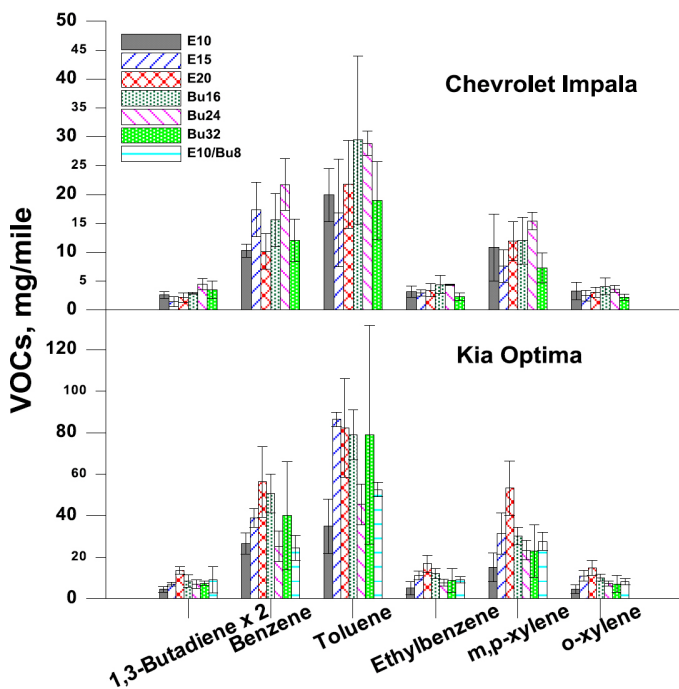 50
45
40
35
30
25
20
15
10
5
0
E10
E15
E20
Bu16
Bu24
Bu32
E10/Bu8
Chevrolet Impala
VOCs, mg/mile
120
100
80
60
40
20
0
Kia Optima
1,3-Butadiene x 2
Benzene
Toluene
Ethylbenzene
m,p-xylene
o-xylene